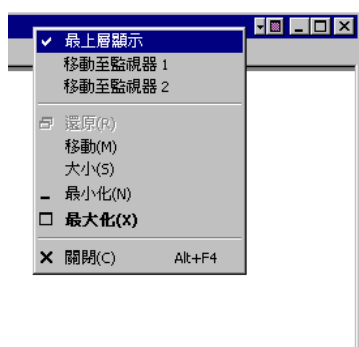 最上層顯示
移動至監視器 1
移動至監視器 2
還原(R)
移動(M)
大小(S)
最小化(N)
最大化(X)
關閉(C) Alt+F4